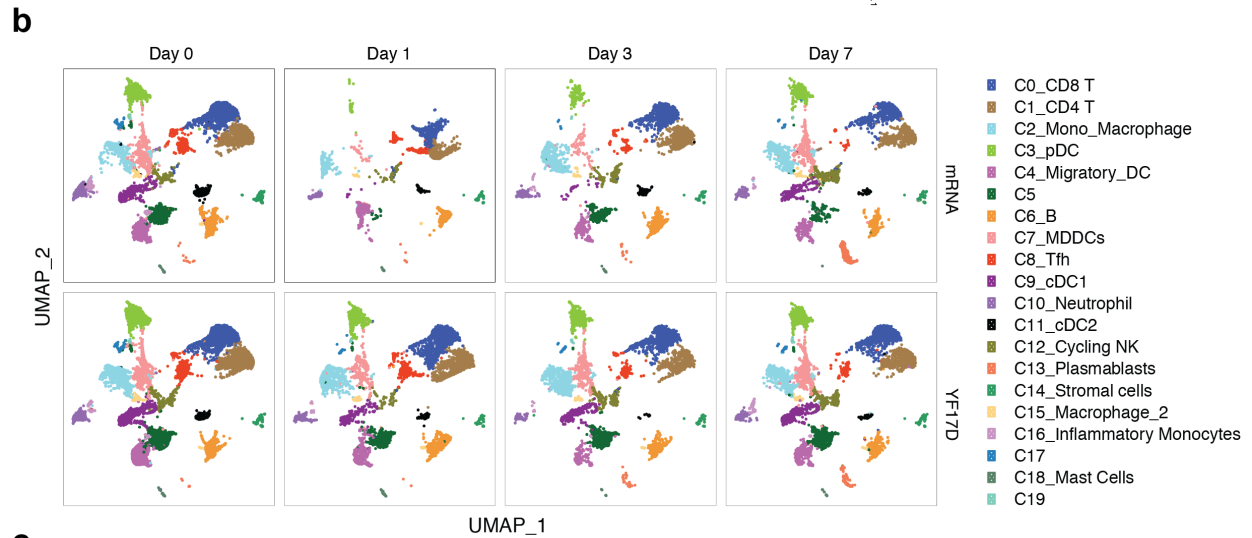 b
Day 0
Day 1
Day 3
Day 7
mRNA
YF17D
UMAP_2
UMAP_1
C0_CD8 T
C1_CD4 T
C2_Mono_Macrophage
C3_pDC
C4_Migratory_DC
C5
C6_B
C7_MDDCs
C8_Tfh
C9_cDC1
C10_Neutrophil
C11_cDC2
C12_Cycling NK
C13_Plasmablasts
C14_Stromal cells
C15_Macrophage_2
C16_Inflammatory Monocytes
C17
C18_Mast Cells
C19